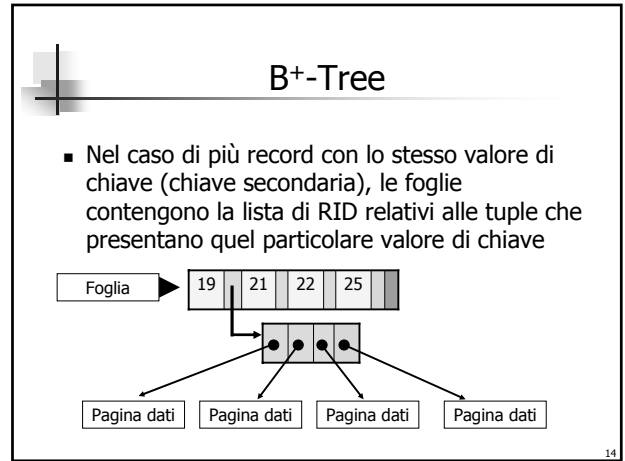 B+-Tree
▪ Nel caso di più record con lo stesso valore di
chiave (chiave secondaria), le foglie
contengono la lista di RID relativi alle tuple che
presentano quel particolare valore di chiave
Foglia 19 21 22 25
Pagina dati Pagina dati Pagina dati Pagina dati
14